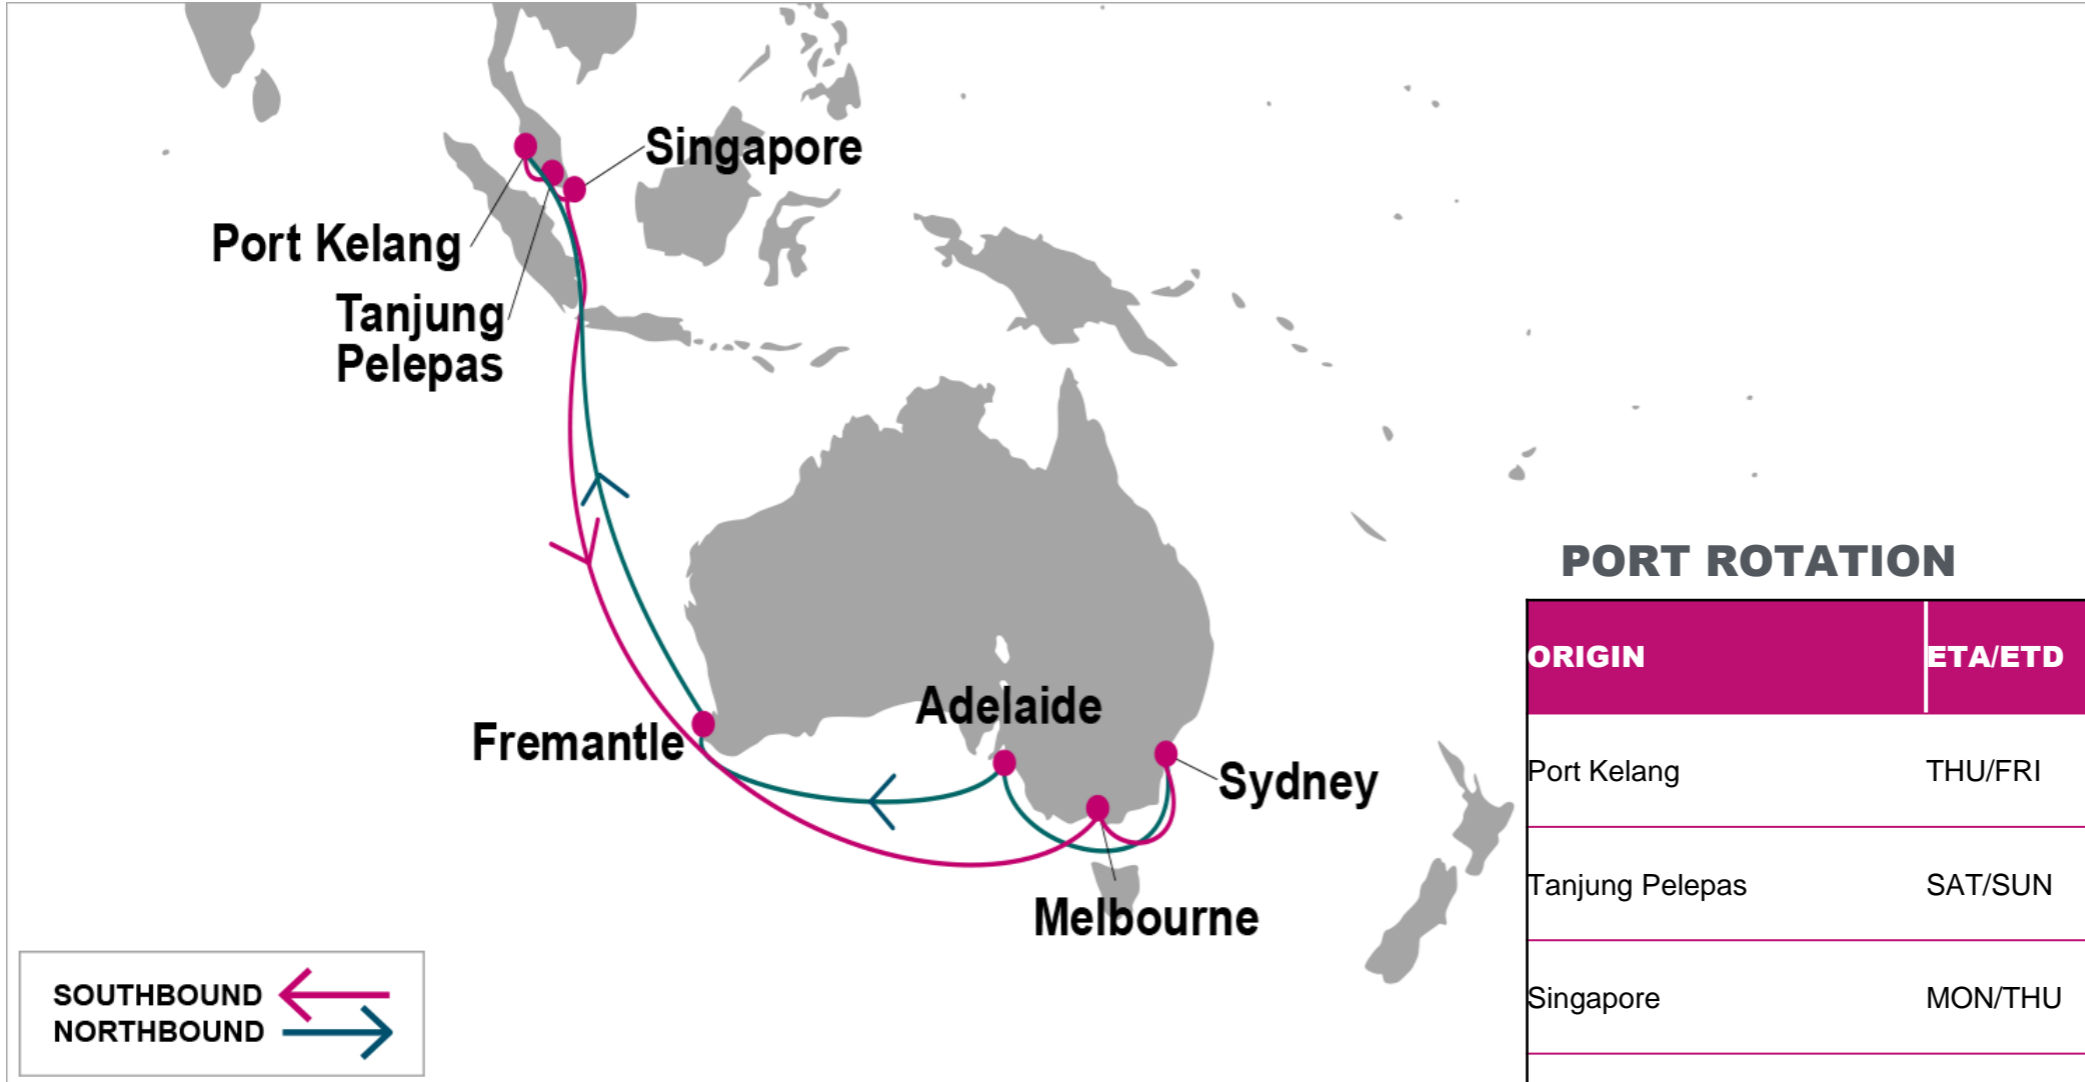 Singapore
Port Kelang
Tanjung
Pelepas
Adelaide
Fremantle
Sydney
Melbourne
SOUTHBOUND
NORTHBOUND
PORT ROTATION
ORIGIN ETA/ETD
Port Kelang THU/FRI
Tanjung Pelepas SAT/SUN
Singapore MON/THU